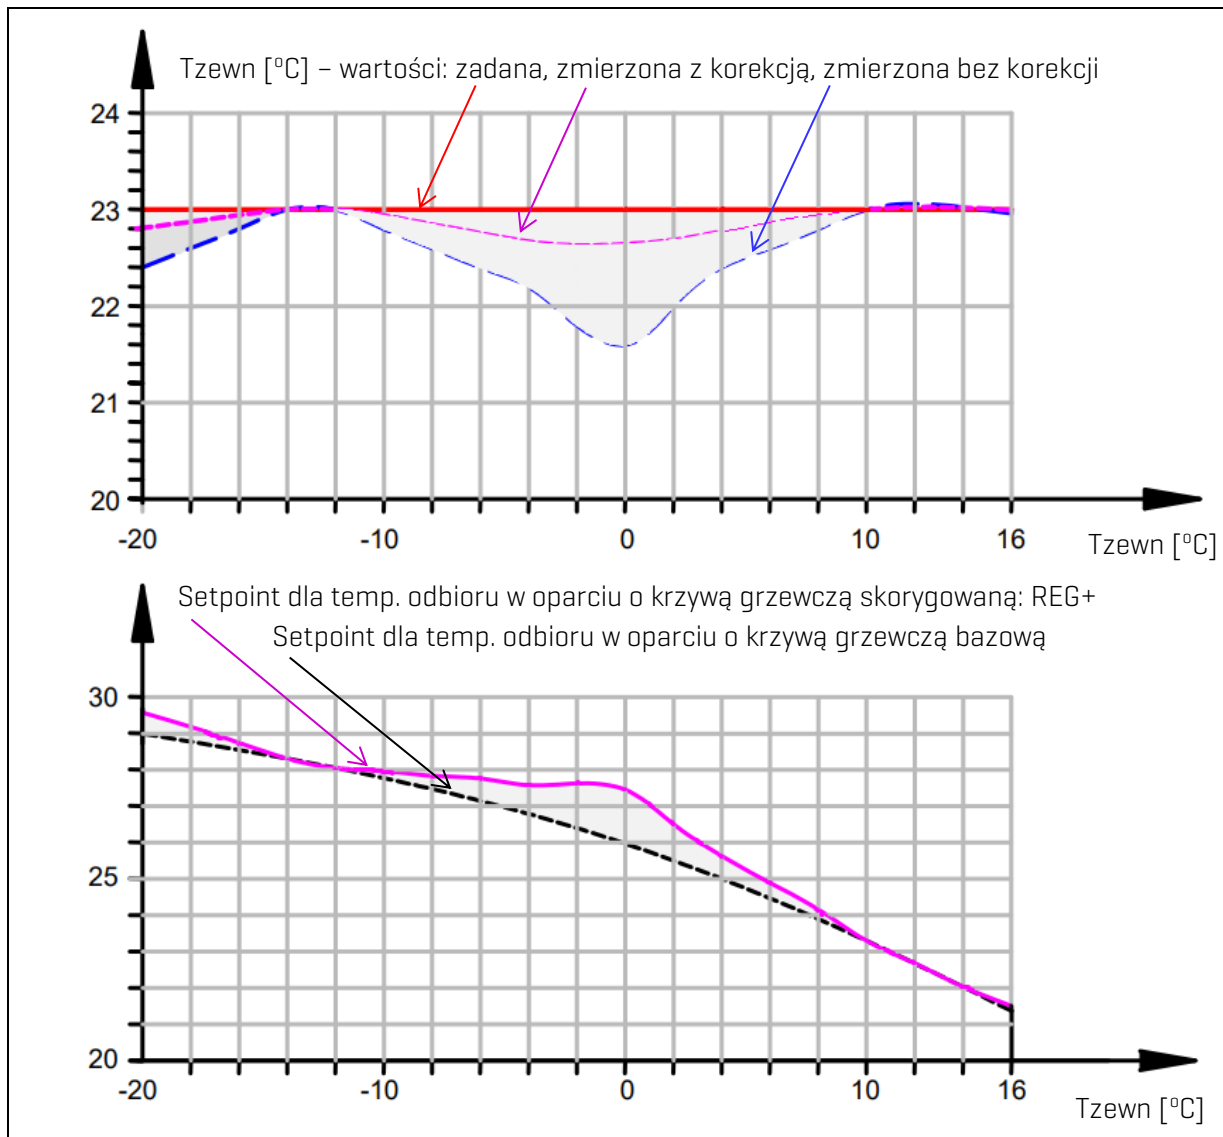 Tzewn [°C] – wartości: zadana, zmierzona z korekcją, zmierzona bez korekcji
24
23
22
21
20
-20 -10 0 10 16
Tzewn [°C]
Setpoint dla temp. odbioru w oparciu o krzywą grzewczą skorygowaną: REG+
Setpoint dla temp. odbioru w oparciu o krzywą grzewczą bazową
30
25
20
-20 -10 0 10 16
Tzewn [°C]